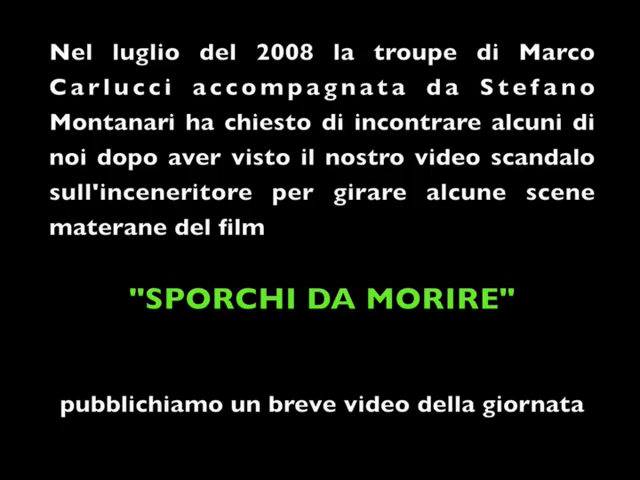 Nel luglio del 2008 la troupe di Marco
Carlucci accompagnata da Stefano
Montanari ha chiesto di incontrare alcuni di
noi dopo aver visto il nostro video scandalo
sull'inceneritore per girare alcune scene
materane del film
"SPORCHI DA MORIRE"
pubblichiamo un breve video della giornata